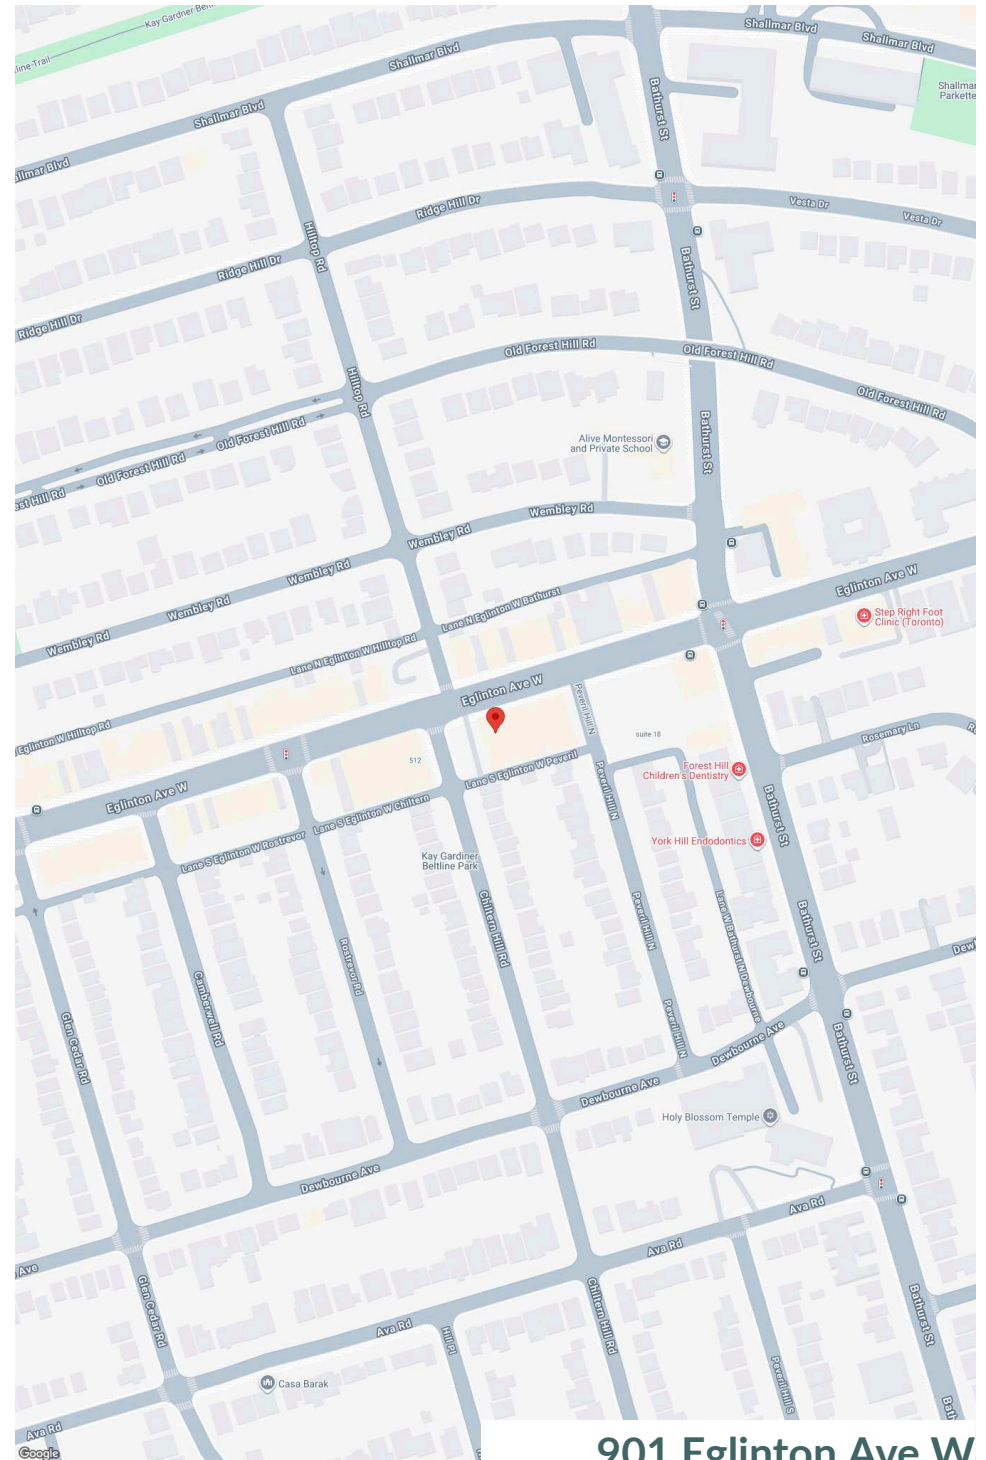 Kay Gardner Belt
line Trail
Shallmar Blvd
Shallmar Blvd
Shallmar Blvd
Shallmar Blvd
allmar Blvd
Shallmar
Parkette
Bathurst St
Ridge Hill Dr
Vesta Dr
Vesta Dr
Hilltop Rd
Ridge Hill Dr
Bathurst St
Ridge Hill Dr
Old Forest Hill Rd
Old Forest Hill Rd
Hilltop Rd
Old Forest Hill Rd
Old Forest Hill Rd
Bathurst St
Alive Montessori
and Private School
Old Forest Hill Rd
est Hill Rd
Wembley Rd
Wembley Rd
Wembley Rd
Wembley Rd
Wembley Rd
Eglinton Ave W
Lane N Eglinton W Bathurst
Step Right Foot
Clinic (Toronto)
Lane N Eglinton W Hilltop Rd
Eglinton W Hilltop Rd
Eglinton Ave W
Peveril Hill N
suite 18
Rosemary Ln
R
512
Lane S Eglinton W Peveril
Forest Hill
Children's Dentistry
Eglinton Ave W
Peveril Hill N
Bathurst St
Lane S Eglinton W Chiltern
Lane S Eglinton W Rostrevor
York Hill Endodontics
Kay Gardiner
Beltline Park
Chiltern Hill Rd
Peveril Hill N
Lane W Bathurst N Dewbourne
Bathurst St
Dew
Rostrevor Rd
Camberwell Rd
Glen Cedar Rd
Peveril Hill N
Dewbourne Ave
Bathurst St
Dewbourne Ave
Holy Blossom Temple
Dewbourne Ave
Ava Rd
Ava Rd
Ave
Glen Cedar Rd
Chiltern Hill Rd
Bathurst St
Ava Rd
Hill Pl
Casa Barak
Peveril Hill S
Bath
Ava Rd
H
Google
901 Eglinton Ave W